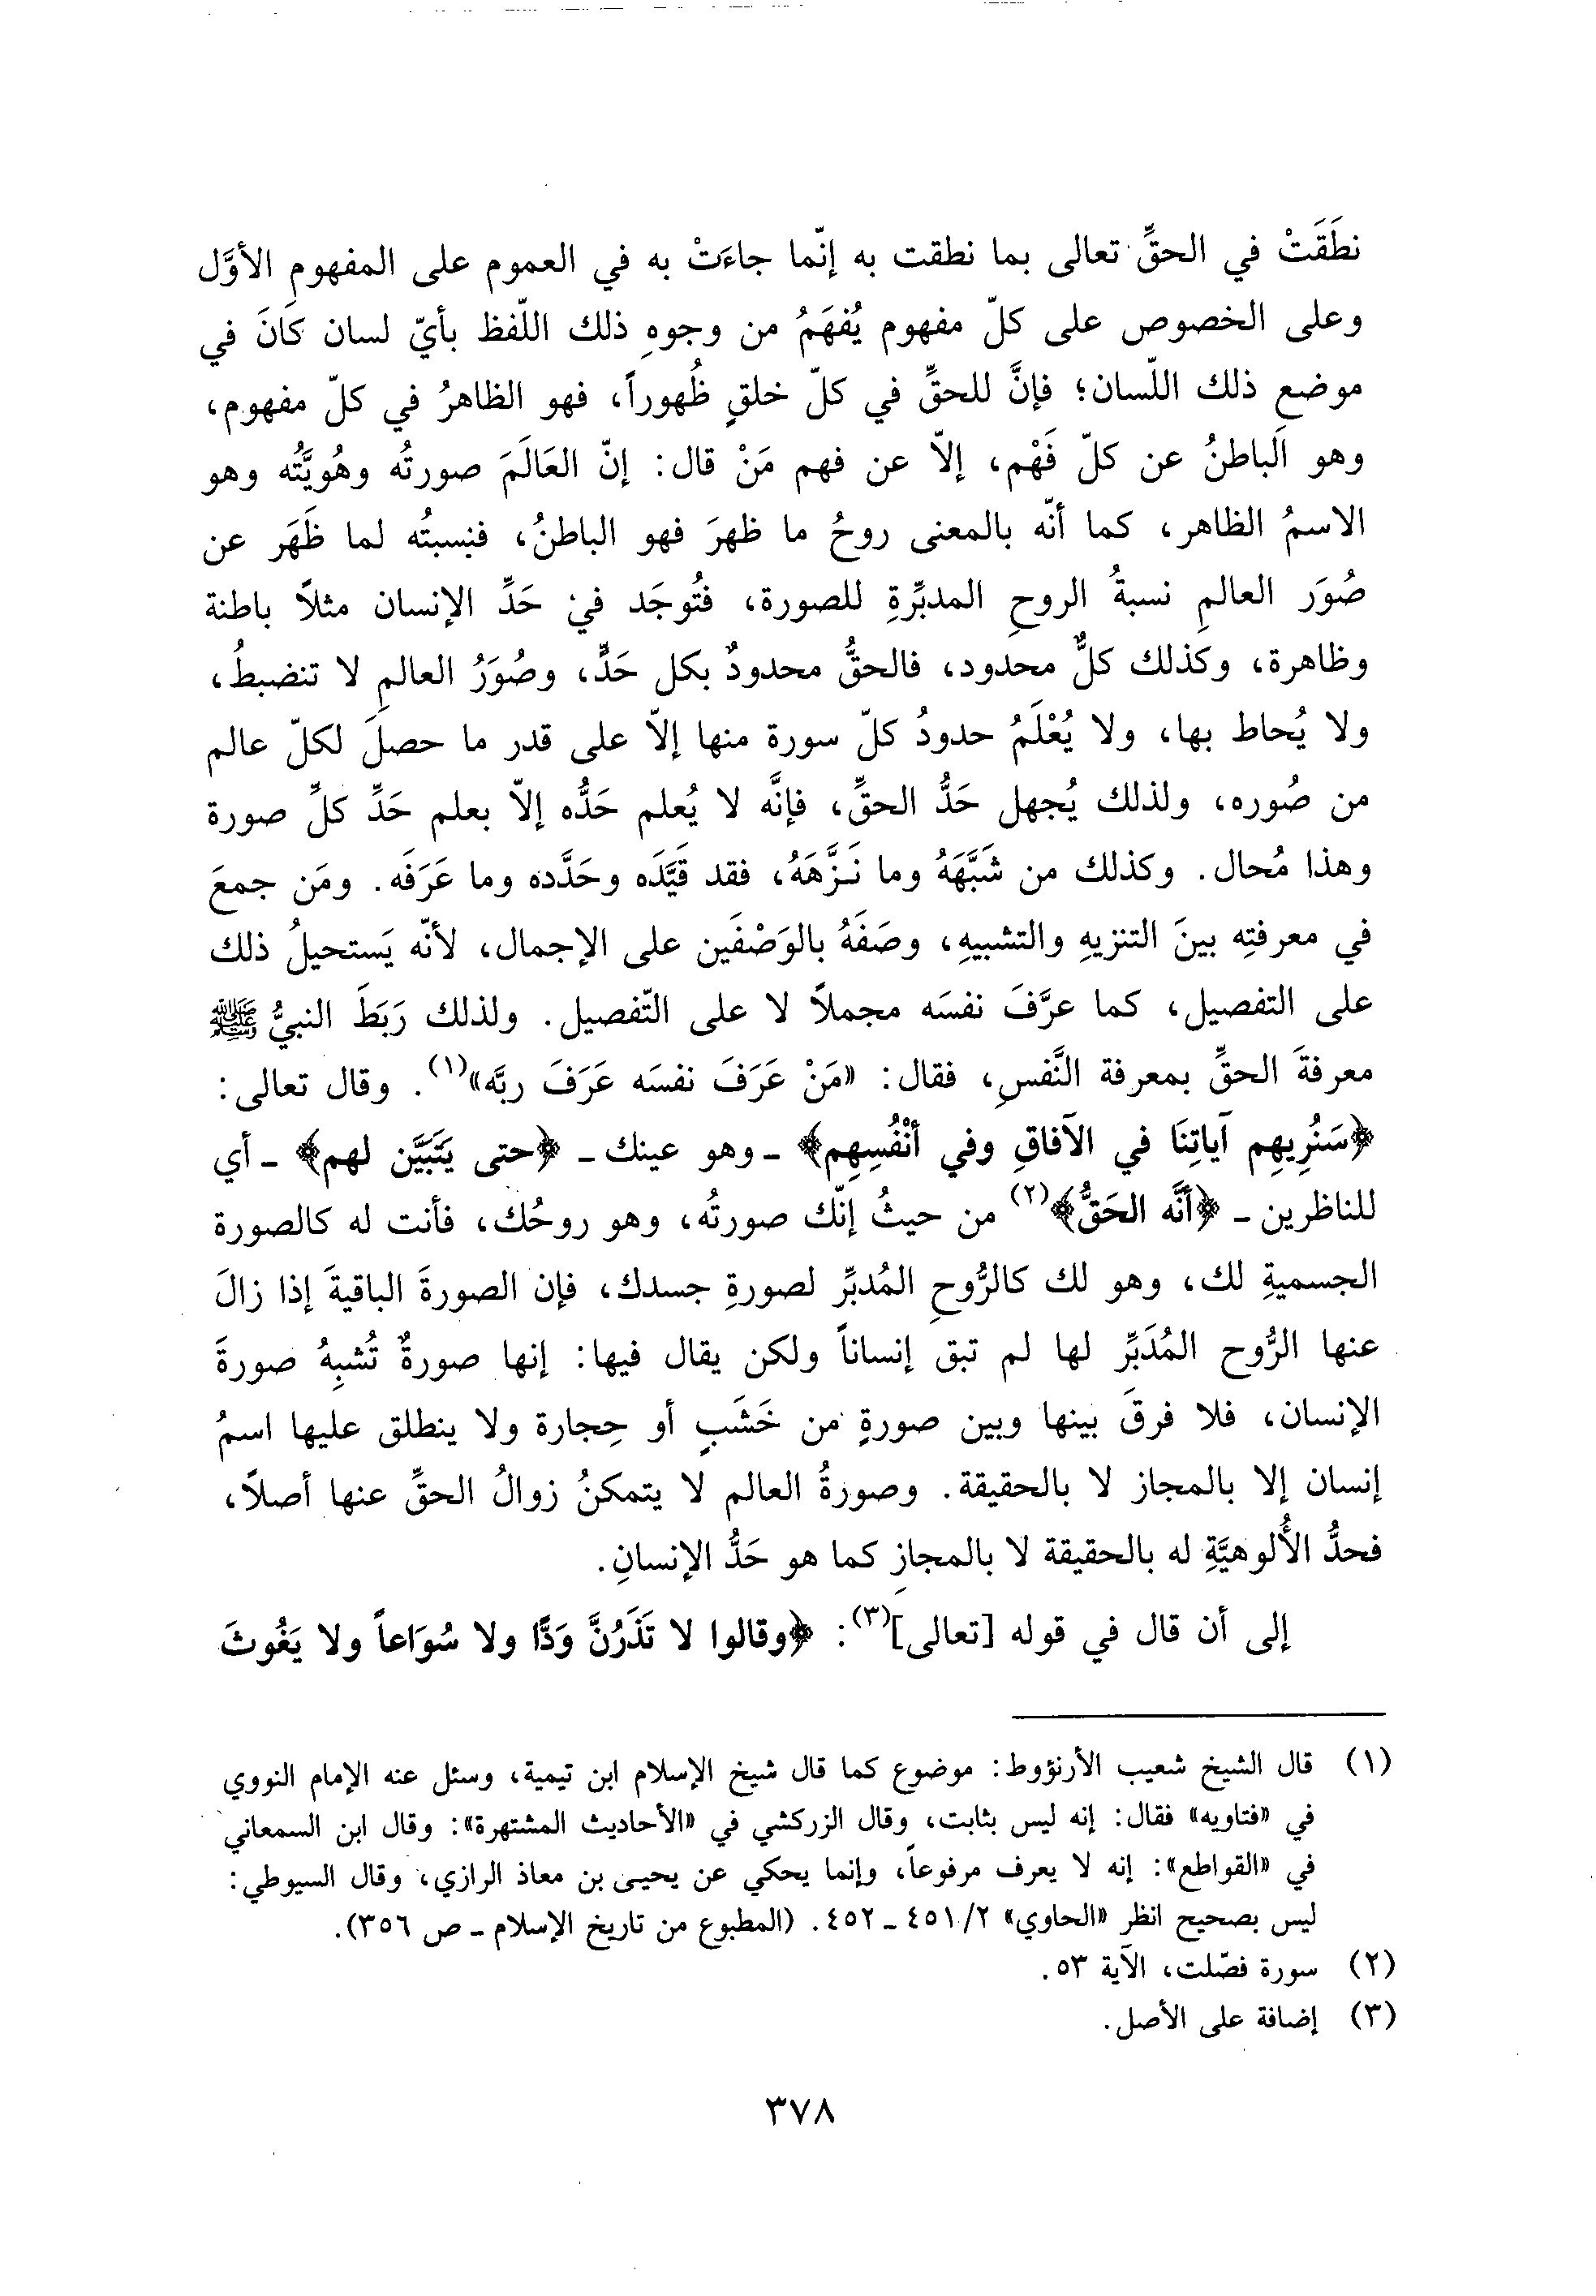 نطَقَتْ في الحقِّ تعالى بما نطقت به إنّما جاءَتْ به في العموم على المفهومِ الأوَّل
وعلى الخصوص على كلّ مفهوم يُفهَمُ من وجوهِ ذلك اللّفظ بأيّ لسان كَانَ في
موضعِ ذلك اللّسان؛ فإنَّ للحقِّ في كلّ خلقٍ ظُهوراً، فهو الظاهرُ في كلّ مفهوم،
وهو الَباطنُ عن كلّ فَهْم، إلاّ عن فهم مَنْ قال: إنّ العَالَمَ صورتُه وهُويَّتُه وهو
الاسمُ الظاهر، كما أنّه بالمعنى روحُ ما ظهرَ فهو الباطنُ، فنِسبتُه لما ظَهَر عن
صُوَر العالمِ نسبةُ الروحِ المدبِّرةِ للصورة، فتُوجَد في حَدِّ الإنسان مثلاً باطنة
وظاهرة، وكذلك كلُّ محدود، فالحقُّ محدودٌ بكل حَدٍّ، وصُوَرُ العالمِ لا تنضبطُ،
ولا يُحاط بها، ولا يُعْلَمُ حدودُ كلّ سورة منها إلاّ على قدر ما حصلَ لكلّ عالم
من صُوره، ولذلك يُجهل حَدُّ الحقِّ، فإنَّه لا يُعلم حَدُّه إلاّ بعلم حَدِّ كلِّ صورة
وهذا مُحال. وكذلك من شَبَّهَهُ وما نَزَّهَهُ، فقد قَيَّدَه وحَدَّده وما عَرَفَه. ومَن جمعَ
في معرفتِه بينَ التنزيهِ والتشبيهِ، وصَفَهُ بالوَصْفَين على الإجمال، لأنّه يَستحيلُ ذلك
على التفصيل، كما عرَّفَ نفسَه مجملاً لا على التّفصيل. ولذلك رَبَطَ النبيُّ ﷺ
معرفةَ الحقِّ بمعرفة النَّفسِ، فقال: «مَنْ عَرَفَ نفسَه عَرَفَ ربَّه»(١). وقال تعالى:
﴿سَنُرِيهِم آياتِنَا في الآفاقِ وفي أنْفُسِهِم﴾ ـ وهو عينك ـ ﴿حتى يَتَبَيَّن لهم﴾ ـ أي
للناظرين ـ ﴿أنَّه الحَقُّ﴾(٢) من حيثُ إنّك صورتُه، وهو روحُك، فأنت له كالصورة
الجسميةِ لك، وهو لك كالرُّوحِ المُدبِّر لصورةِ جسدك، فإن الصورةَ الباقيةَ إذا زالَ
عنها الرُّوح المُدَبِّر لها لم تبق إنساناً ولكن يقال فيها: إنها صورةٌ تُشبِهُ صورةَ
الإنسان، فلا فرقَ بينها وبين صورةٍ من خَشَبٍ أو حِجارة ولا ينطلق عليها اسمُ
إنسان إلا بالمجاز لا بالحقيقة. وصورةُ العالم لا يتمكنُ زوالُ الحقِّ عنها أصلاً،
فحدُّ الأُلوهيَّةِ له بالحقيقة لا بالمجازِ كما هو حَدُّ الإنسانِ.
إلى أن قال في قوله [تعالى](٣): ﴿وقالوا لا تَذَرُنَّ وَدًّا ولا سُوَاعاً ولا يَغُوثَ
(١) قال الشيخ شعيب الأرنؤوط: موضوع كما قال شيخ الإسلام ابن تيمية، وسئل عنه الإمام النووي
في «فتاويه» فقال: إنه ليس بثابت، وقال الزركشي في «الأحاديث المشتهرة»: وقال ابن السمعاني
في «القواطع»: إنه لا يعرف مرفوعاً، وإنما يحكي عن يحيى بن معاذ الرازي، وقال السيوطي:
ليس بصحيح انظر «الحاوي» ٤٥١/٢ ـ ٤٥٢. (المطبوع من تاريخ الإسلام ـ ص ٣٥٦).
(٢) سورة فصّلت، الآية ٥٣.
(٣) إضافة على الأصل.
٣٧٨